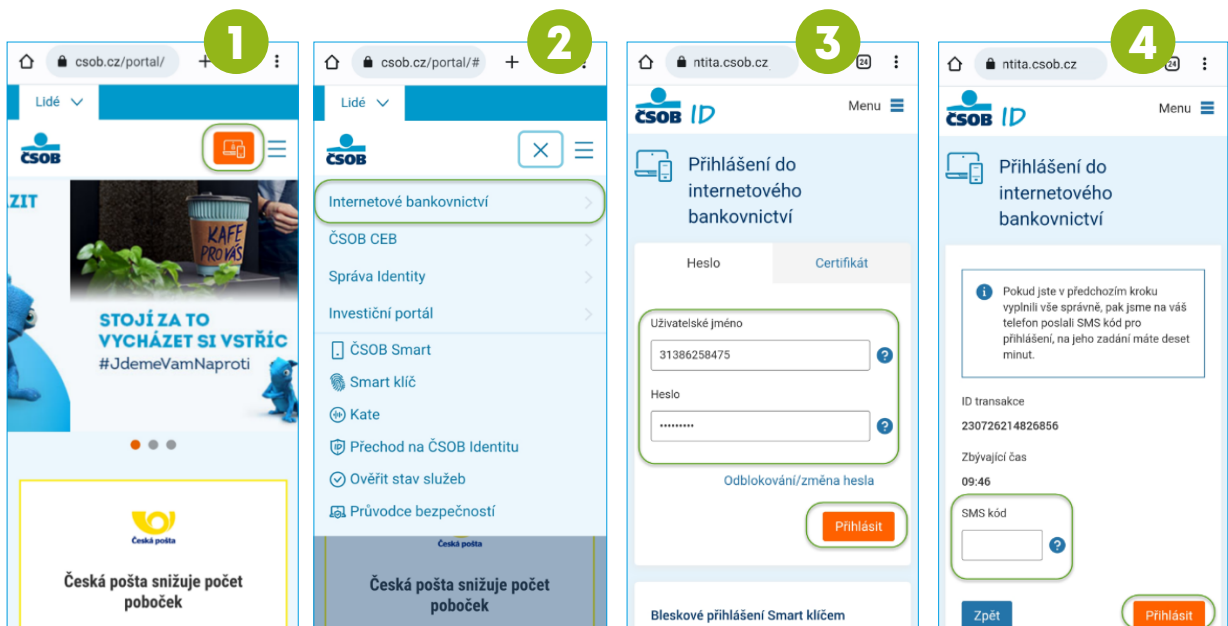 1
csob.cz/portal/
+
Lidé
ČSOB
ZIT
KAFE
PRO VÁS
STOJÍ ZA TO
VYCHÁZET SI VSTŘÍC
#JdemeVamNaproti
Česká pošta
Česká pošta snižuje počet
poboček
2
csob.cz/portal/#
+
Lidé
ČSOB
Internetové bankovnictví
ČSOB CEB
Správa Identity
Investiční portál
ČSOB Smart
Smart klíč
Kate
Přechod na ČSOB Identitu
Ověřit stav služeb
Průvodce bezpečností
Česká pošta
Česká pošta snižuje počet
poboček
3
ntita.csob.cz
24
ČSOB ID
Menu
Přihlášení do
internetového
bankovnictví
Heslo
Certifikát
Uživatelské jméno
31386258475
?
Heslo
•••••••••
?
Odblokování/změna hesla
Přihlásit
Bleskové přihlášení Smart klíčem
4
ntita.csob.cz
24
ČSOB ID
Menu
Přihlášení do
internetového
bankovnictví
i
Pokud jste v předchozím kroku
vyplnili vše správně, pak jsme na váš
telefon poslali SMS kód pro
přihlášení, na jeho zadání máte deset
minut.
ID transakce
230726214826856
Zbývající čas
09:46
SMS kód
?
Zpět
Přihlásit